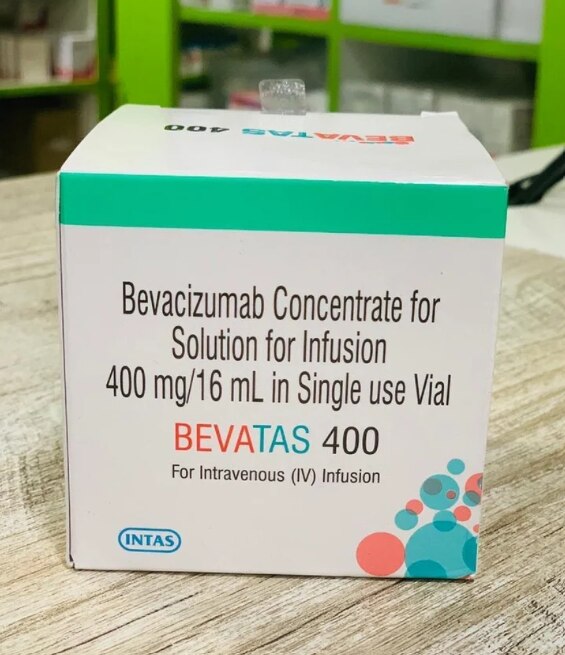 BEVATAS 400
Bevacizumab Concentrate for
Solution for Infusion
400 mg/16 mL in Single use Vial
BEVATAS 400
For Intravenous (IV) Infusion
INTAS